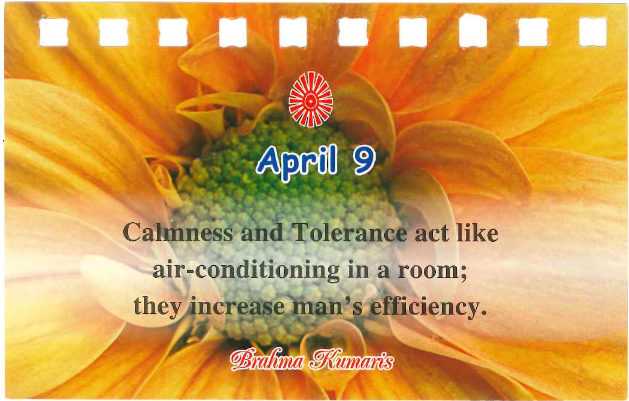 April 9
Calmness and Tolerance act like
air-conditioning in a room;
they increase man's efficiency.
Brahma Kumaris